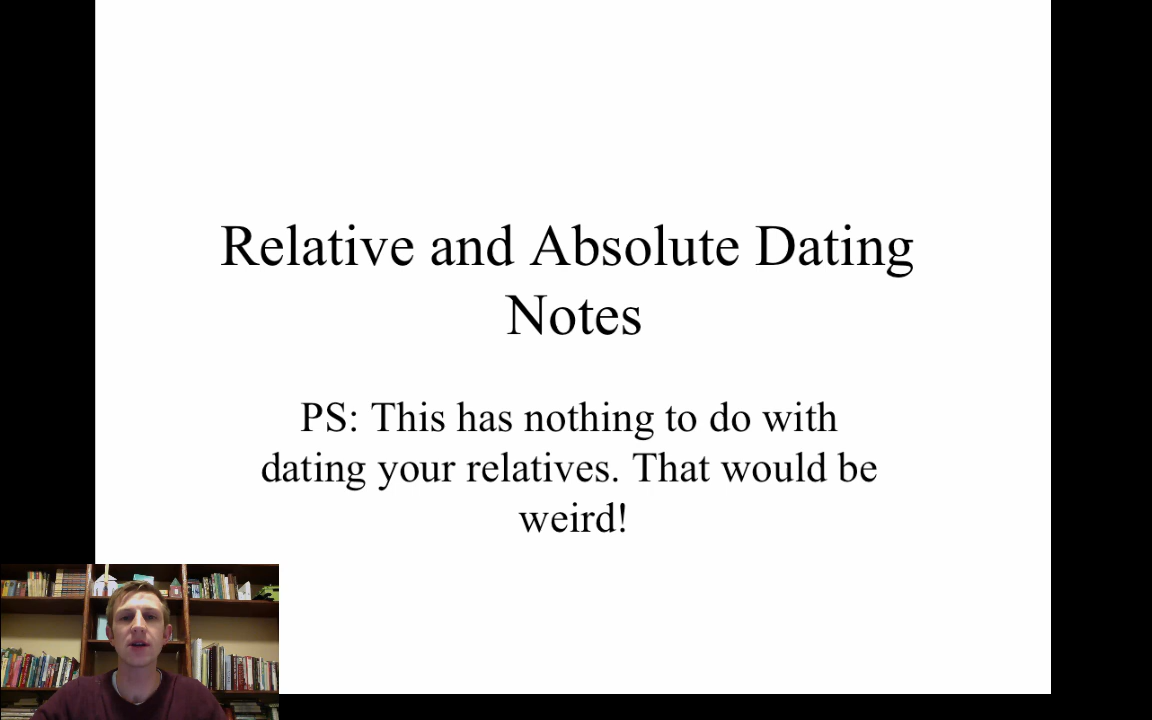 Relative and Absolute Dating
Notes
PS: This has nothing to do with
dating your relatives. That would be
weird!